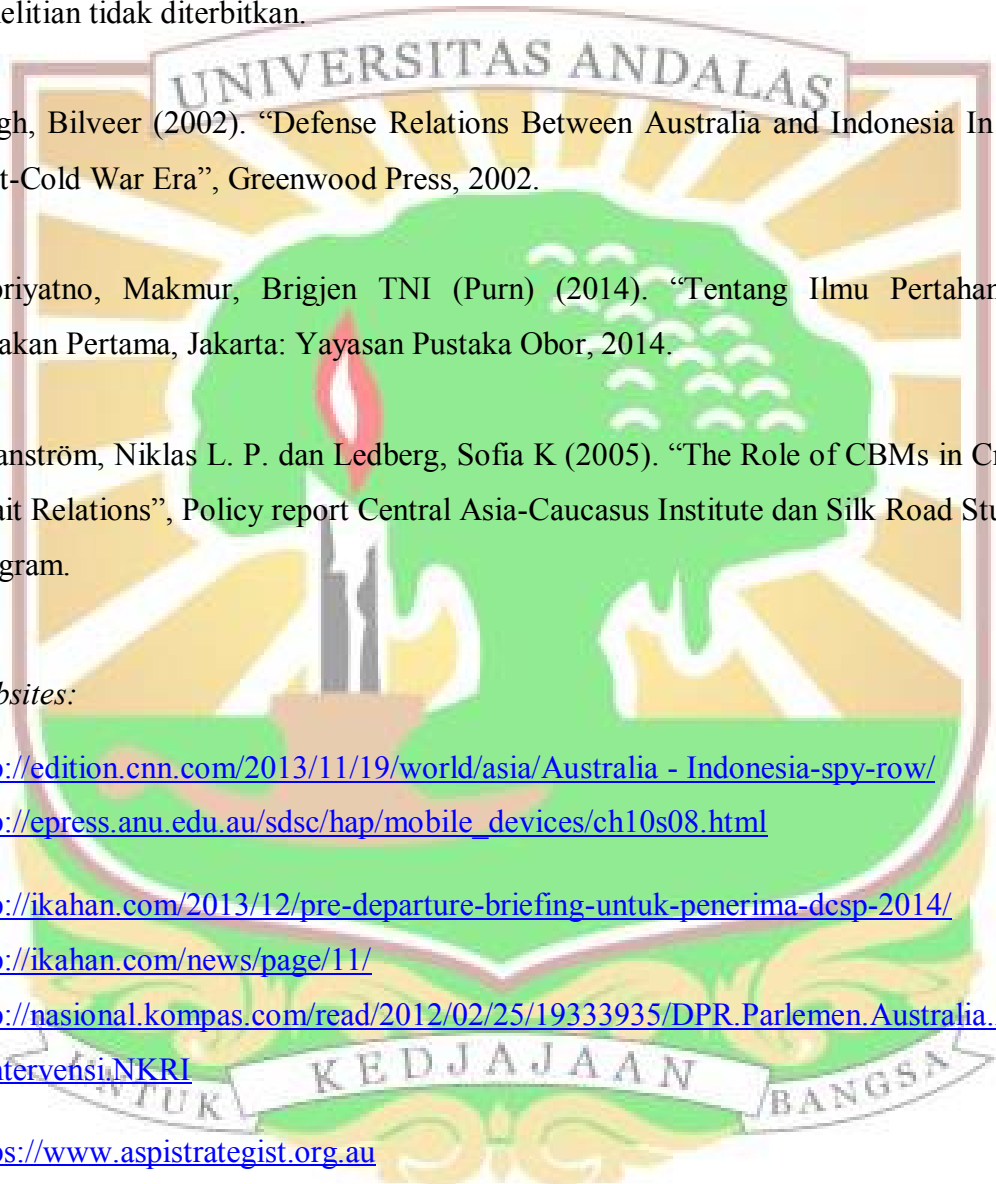 nelitian tidak diterbitkan.
UNIVERSITAS ANDALAS
gh, Bilveer (2002). “Defense Relations Between Australia and Indonesia In
t-Cold War Era”, Greenwood Press, 2002.
oriyatno, Makmur, Brigjen TNI (Purn) (2014). “Tentang Ilmu Pertahan
akan Pertama, Jakarta: Yayasan Pustaka Obor, 2014.
anström, Niklas L. P. dan Ledberg, Sofia K (2005). “The Role of CBMs in Cr
ait Relations”, Policy report Central Asia-Caucasus Institute dan Silk Road Stu
gram.
bsites:
p://edition.cnn.com/2013/11/19/world/asia/Australia - Indonesia-spy-row/
p://epress.anu.edu.au/sdsc/hap/mobile_devices/ch10s08.html
p://ikahan.com/2013/12/pre-departure-briefing-untuk-penerima-dcsp-2014/
p://ikahan.com/news/page/11/
p://nasional.kompas.com/read/2012/02/25/19333935/DPR.Parlemen.Australia.
ntervensi.NKRI
UNTUK KEDJAJAAN BANGSA
ps://www.aspistrategist.org.au